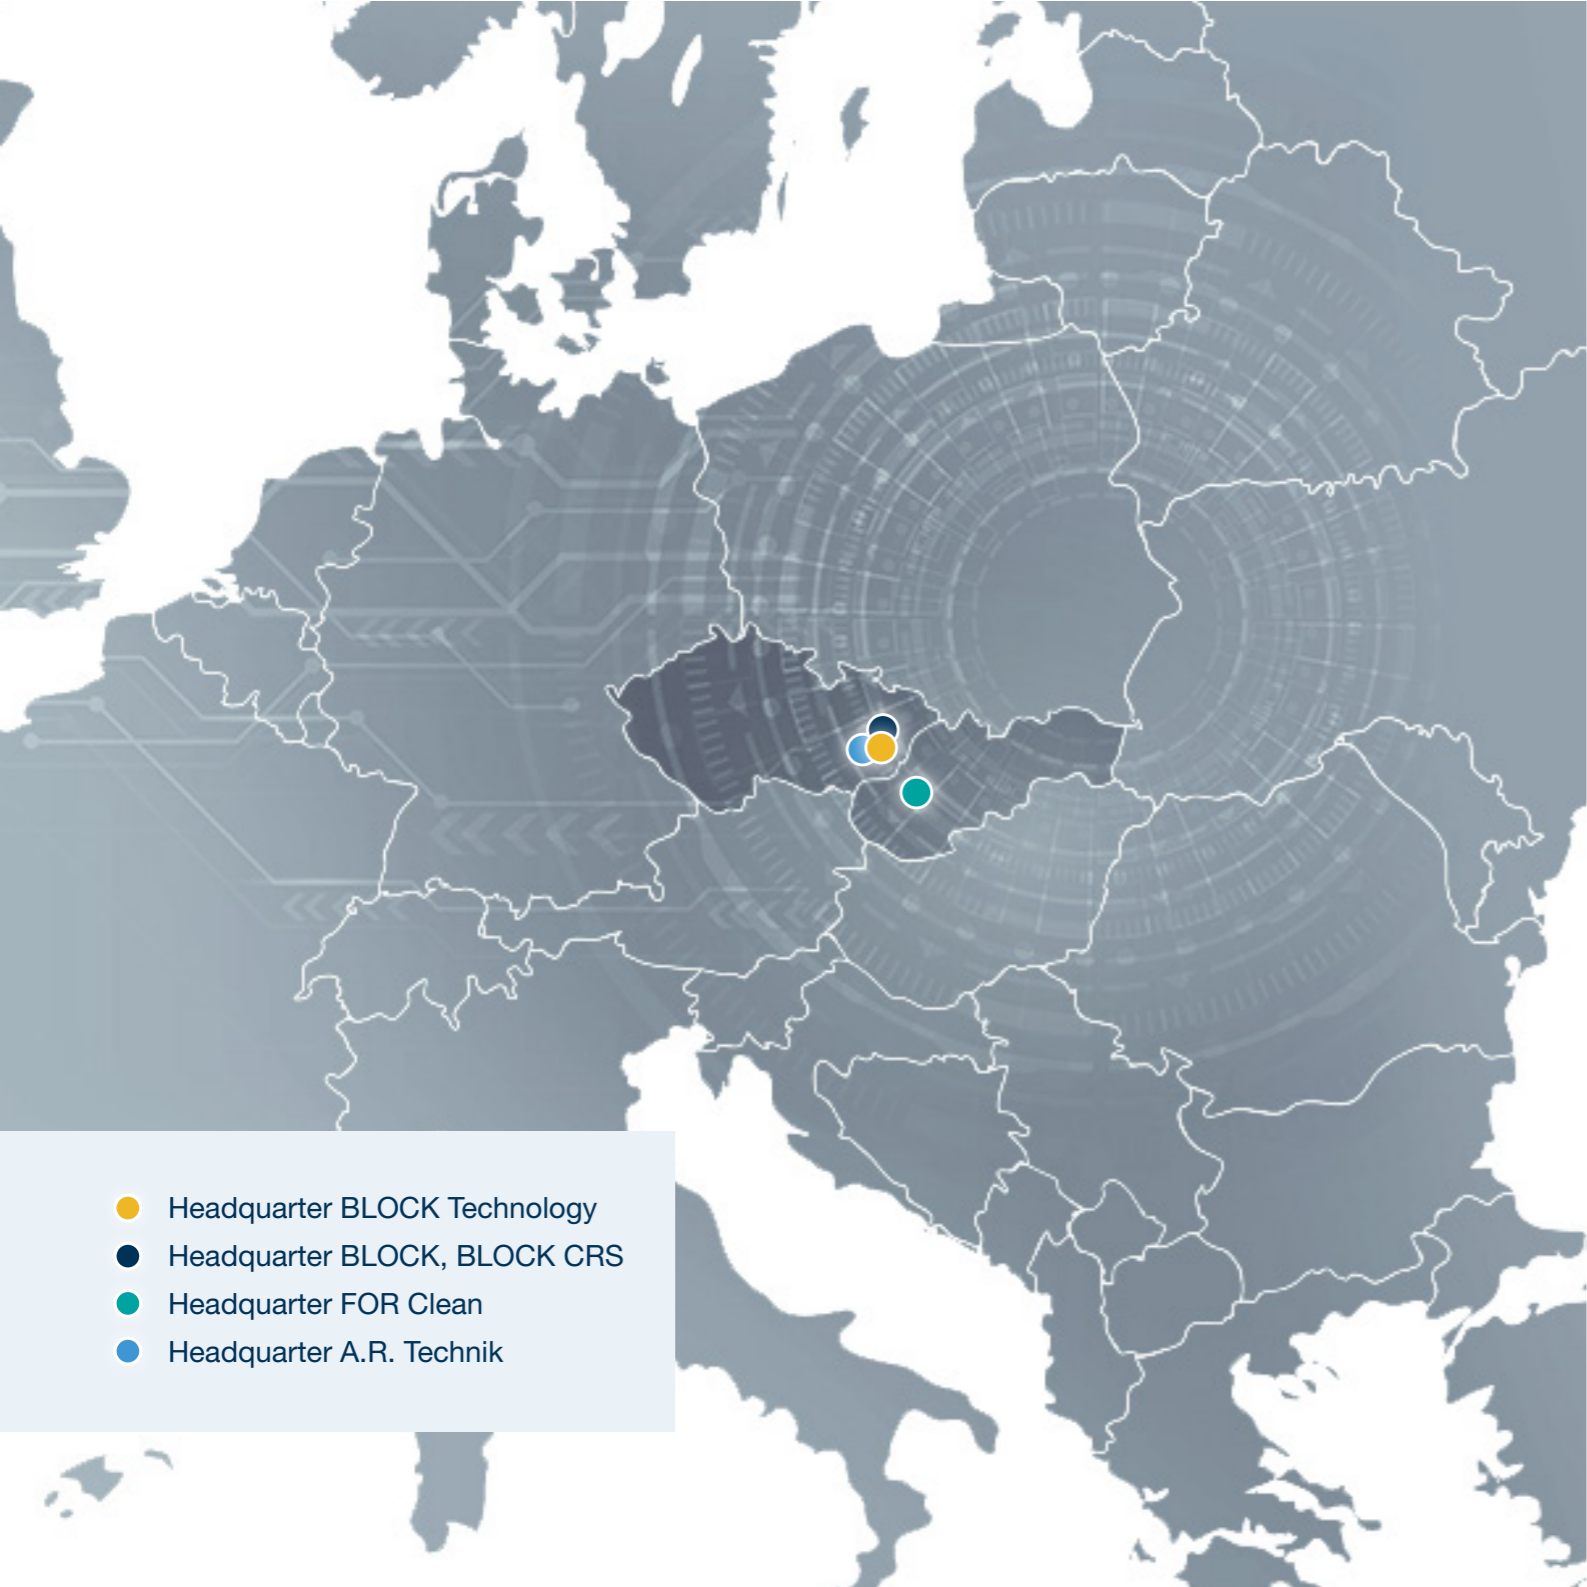 Headquarter BLOCK Technology
Headquarter BLOCK, BLOCK CRS
Headquarter FOR Clean
Headquarter A.R. Technik